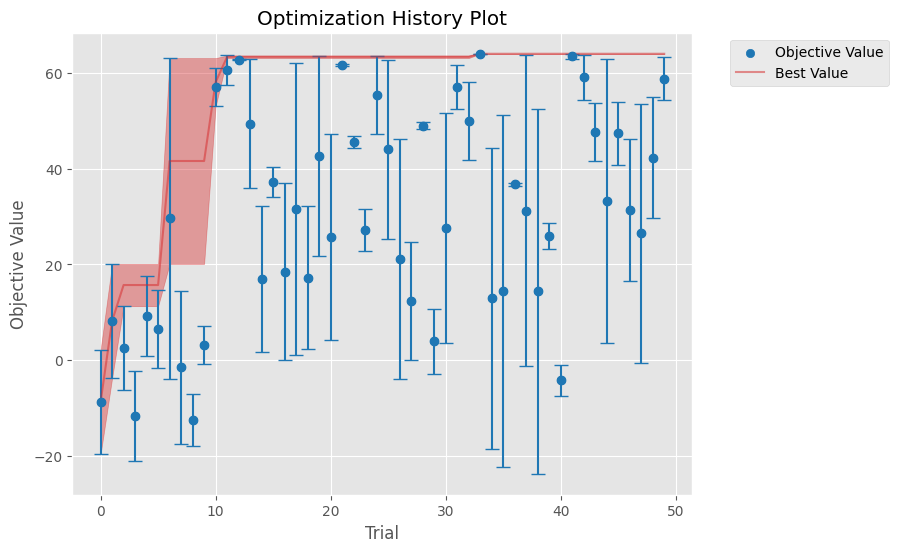 Optimization History Plot
Objective Value
Best Value
Objective Value
60
40
20
0
−20
0 10 20 30 40 50
Trial